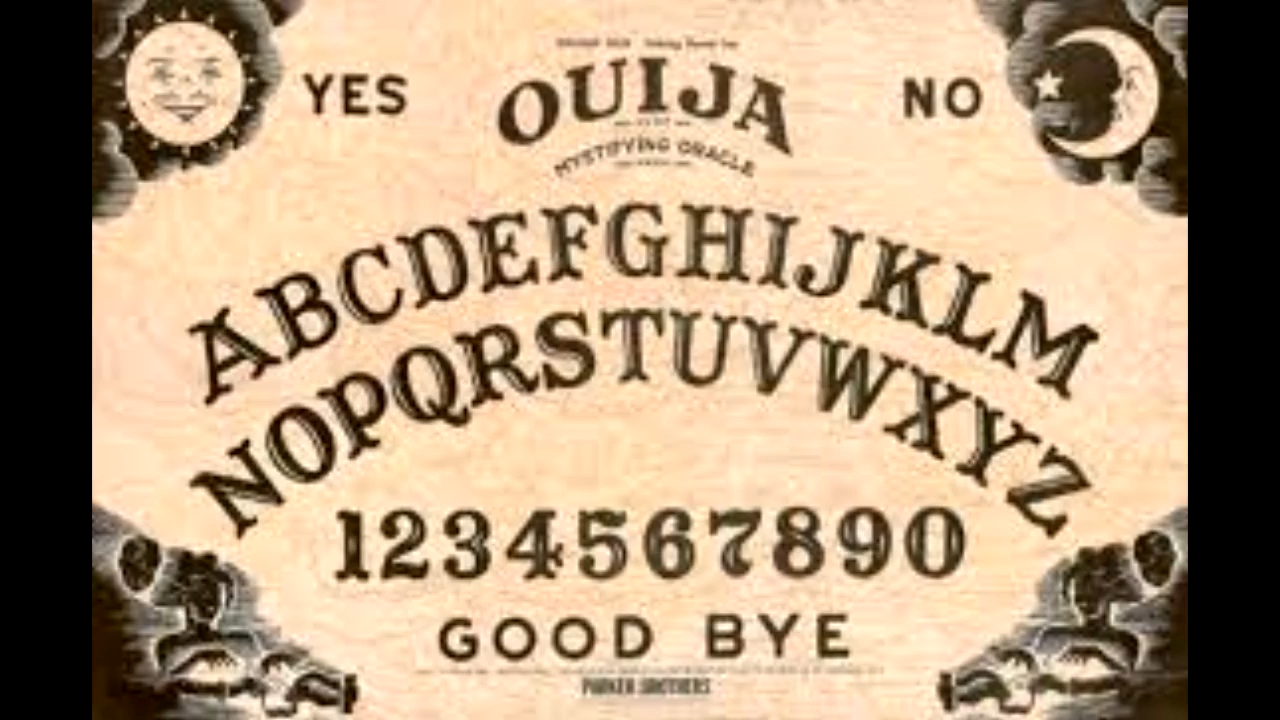 YES
OUIJA
NO
MYSTIFYING ORACLE
ABCDEFGHIJKLM
NOPQRSTUVWXYZ
1234567890
GOOD BYE
PARKER BROTHERS